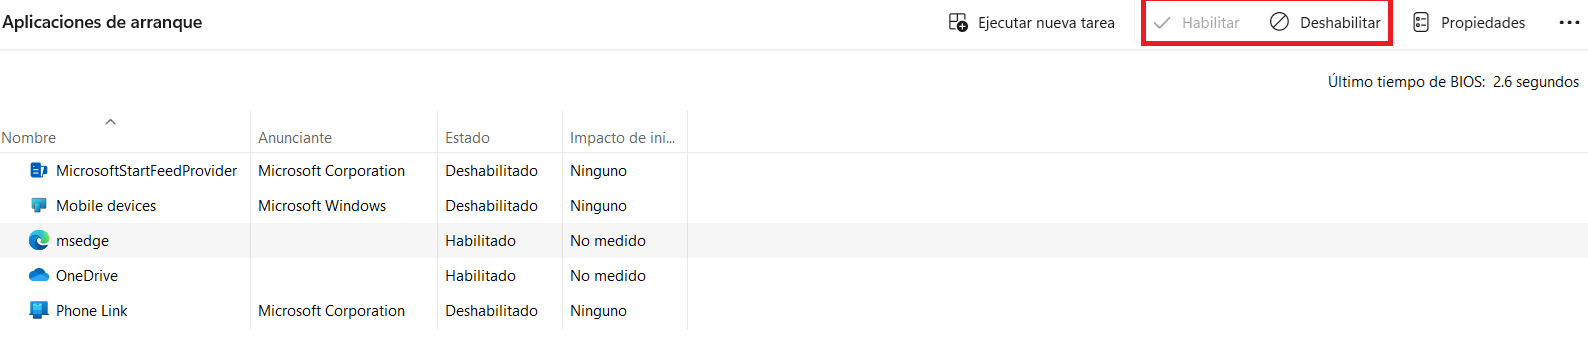 Aplicaciones de arranque Ejecutar nueva tarea Habilitar Deshabilitar Propiedades
Último tiempo de BIOS: 2.6 segundos
Nombre Anunciante Estado Impacto de ini...
MicrosoftStartFeedProvider Microsoft Corporation Deshabilitado Ninguno
Mobile devices Microsoft Windows Deshabilitado Ninguno
msedge Habilitado No medido
OneDrive Habilitado No medido
Phone Link Microsoft Corporation Deshabilitado Ninguno